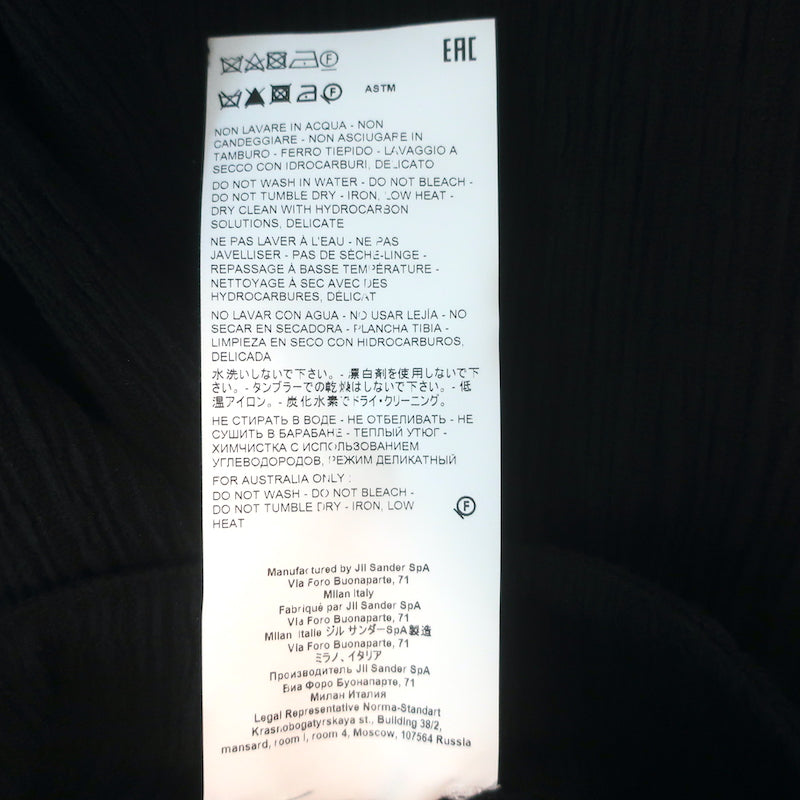 EAC
F
F ASTM
NON LAVARE IN ACQUA - NON
CANDEGGIARE - NON ASCIUGARE IN
TAMBURO - FERRO TIEPIDO - LAVAGGIO A
SECCO CON IDROCARBURI, DELICATO
DO NOT WASH IN WATER - DO NOT BLEACH -
DO NOT TUMBLE DRY - IRON, LOW HEAT -
DRY CLEAN WITH HYDROCARBON
SOLUTIONS, DELICATE
NE PAS LAVER À L'EAU - NE PAS
JAVELLISER - PAS DE SÈCHE-LINGE -
REPASSAGE À BASSE TEMPÉRATURE -
NETTOYAGE À SEC AVEC DES
HYDROCARBURES, DÉLICAT
NO LAVAR CON AGUA - NO USAR LEJÍA - NO
SECAR EN SECADORA - PLANCHA TIBIA -
LIMPIEZA EN SECO CON HIDROCARBUROS,
DELICADA
水洗いしないで下さい。- 漂白剤を使用しないで下
さい。- タンブラーでの乾燥はしないで下さい。- 低
温アイロン。- 炭化水素でドライ・クリーニング。
НЕ СТИРАТЬ В ВОДЕ - НЕ ОТБЕЛИВАТЬ - НЕ
СУШИТЬ В БАРАБАНЕ - ТЕПЛЫЙ УТЮГ -
ХИМЧИСТКА С ИСПОЛЬЗОВАНИЕМ
УГЛЕВОДОРОДОВ, РЕЖИМ ДЕЛИКАТНЫЙ
FOR AUSTRALIA ONLY :
DO NOT WASH - DO NOT BLEACH -
DO NOT TUMBLE DRY - IRON, LOW
HEAT
F
Manufactured by Jil Sander SpA
Via Foro Buonaparte, 71
Milan Italy
Fabriqué par Jil Sander SpA
Via Foro Buonaparte, 71
Milan Italie ジル サンダーSpA製造
Via Foro Buonaparte, 71
ミラノ、イタリア
Производитель Jil Sander SpA
Виа Форо Буонапарте, 71
Милан Италия
Legal Representative Norma-Standart
Krasnobogatyrskaya st., Building 38/2,
mansard, room I, room 4, Moscow, 107564 Russia